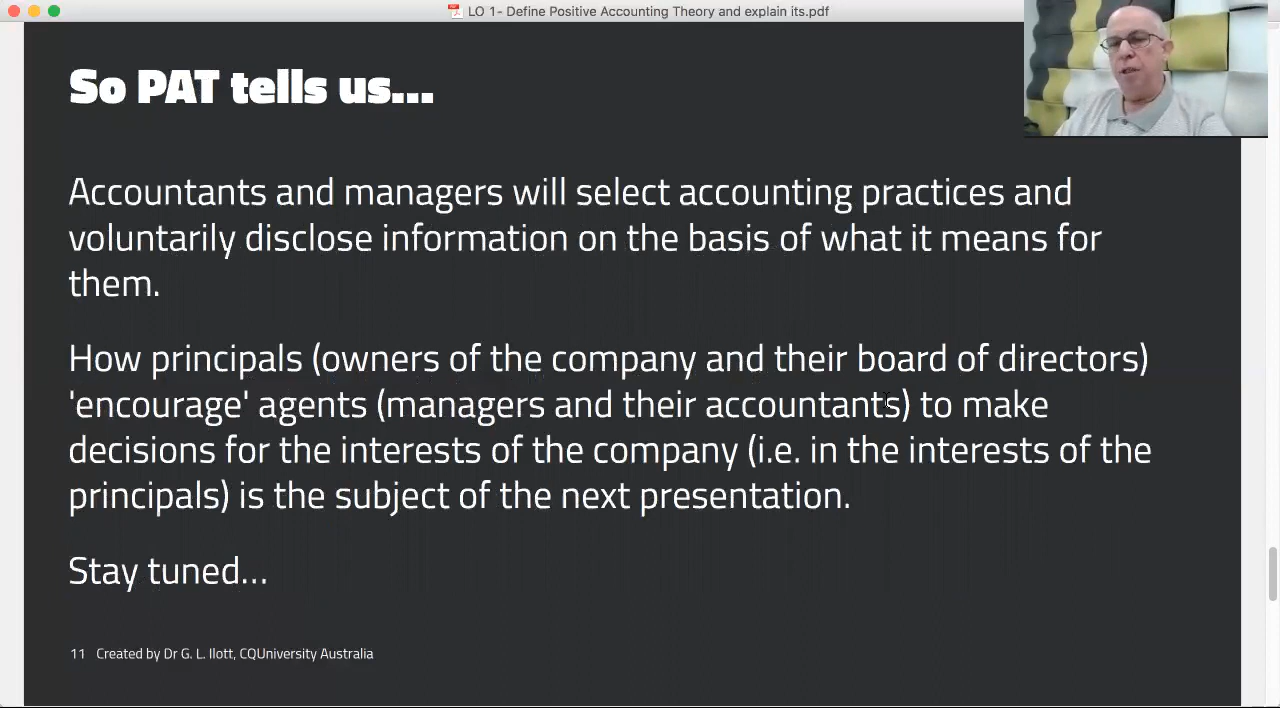 LO 1- Define Positive Accounting Theory and explain its.pdf
So PAT tells us...
Accountants and managers will select accounting practices and
voluntarily disclose information on the basis of what it means for
them.
How principals (owners of the company and their board of directors)
'encourage' agents (managers and their accountants) to make
decisions for the interests of the company (i.e. in the interests of the
principals) is the subject of the next presentation.
Stay tuned...
11 Created by Dr G. L. Ilott, CQUniversity Australia